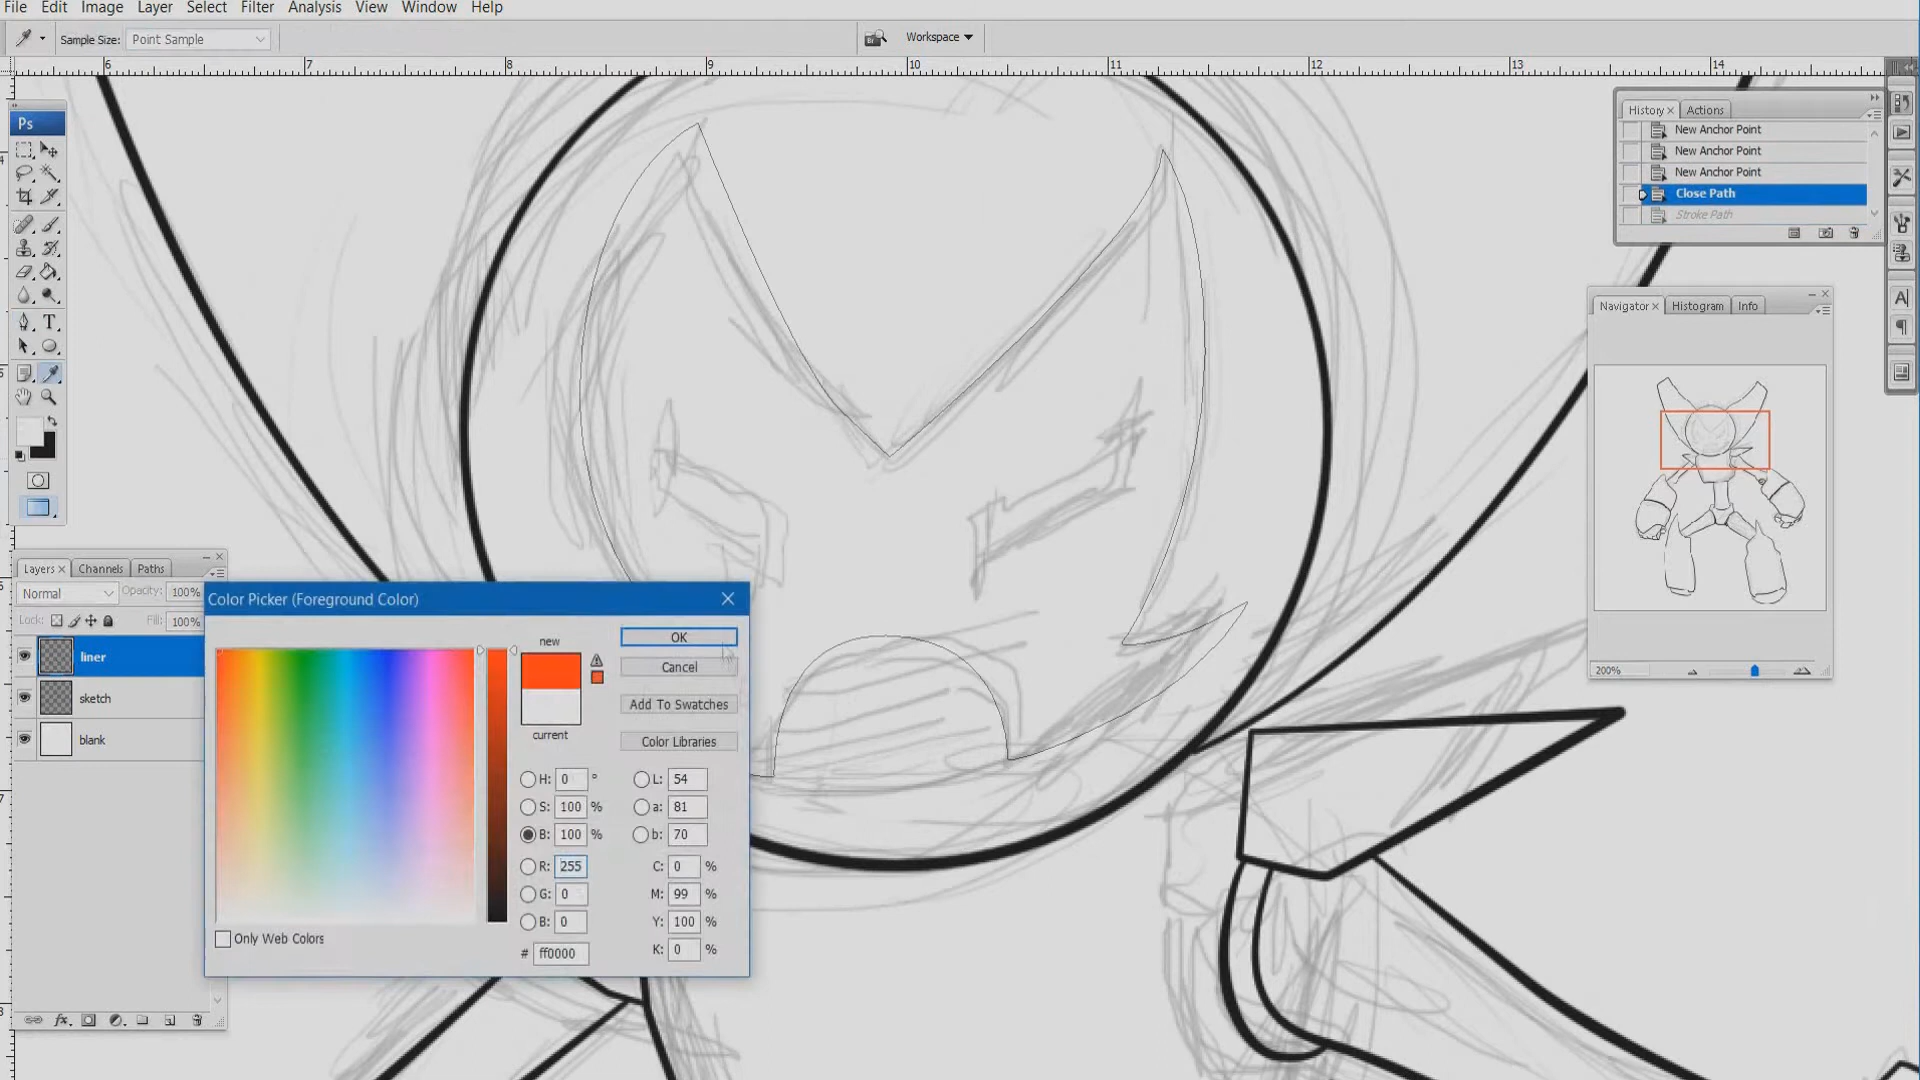 File Edit Image Layer Select Filter Analysis View Window Help
Sample Size: Point Sample
Workspace
6 7 8 9 10 11 12 13 14
Ps
History Actions
New Anchor Point
New Anchor Point
New Anchor Point
Close Path
Stroke Path
Navigator Histogram Info
200%
Layers Channels Paths
Normal Opacity: 100%
Lock: Fill: 100%
liner
sketch
blank
fx
Color Picker (Foreground Color)
new
current
OK
Cancel
Add To Swatches
Color Libraries
H: 0 °
S: 100 %
B: 100 %
R: 255
G: 0
B: 0
# ff0000
L: 54
a: 81
b: 70
C: 0 %
M: 99 %
Y: 100 %
K: 0 %
Only Web Colors